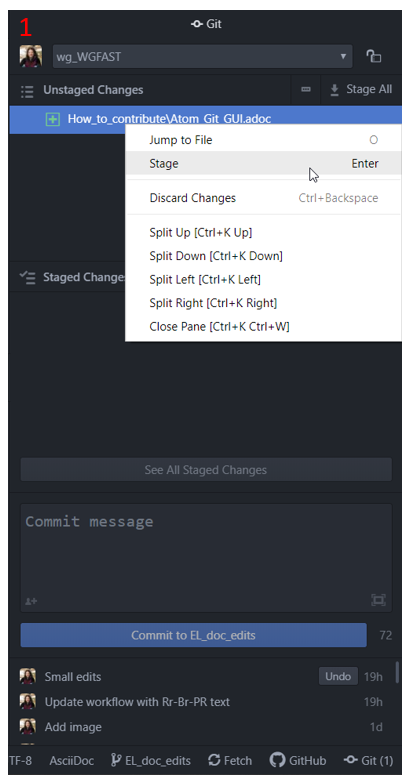 1
Git
wg_WGFAST
Unstaged Changes
Stage All
How_to_contribute\Atom_Git_GUI.adoc
Jump to File O
Stage Enter
Discard Changes Ctrl+Backspace
Split Up [Ctrl+K Up]
Split Down [Ctrl+K Down]
Split Left [Ctrl+K Left]
Split Right [Ctrl+K Right]
Close Pane [Ctrl+K Ctrl+W]
Staged Changes
See All Staged Changes
Commit message
Commit to EL_doc_edits 72
Small edits Undo 19h
Update workflow with Rr-Br-PR text 19h
Add image 1d
TF-8 AsciiDoc EL_doc_edits Fetch GitHub Git (1)